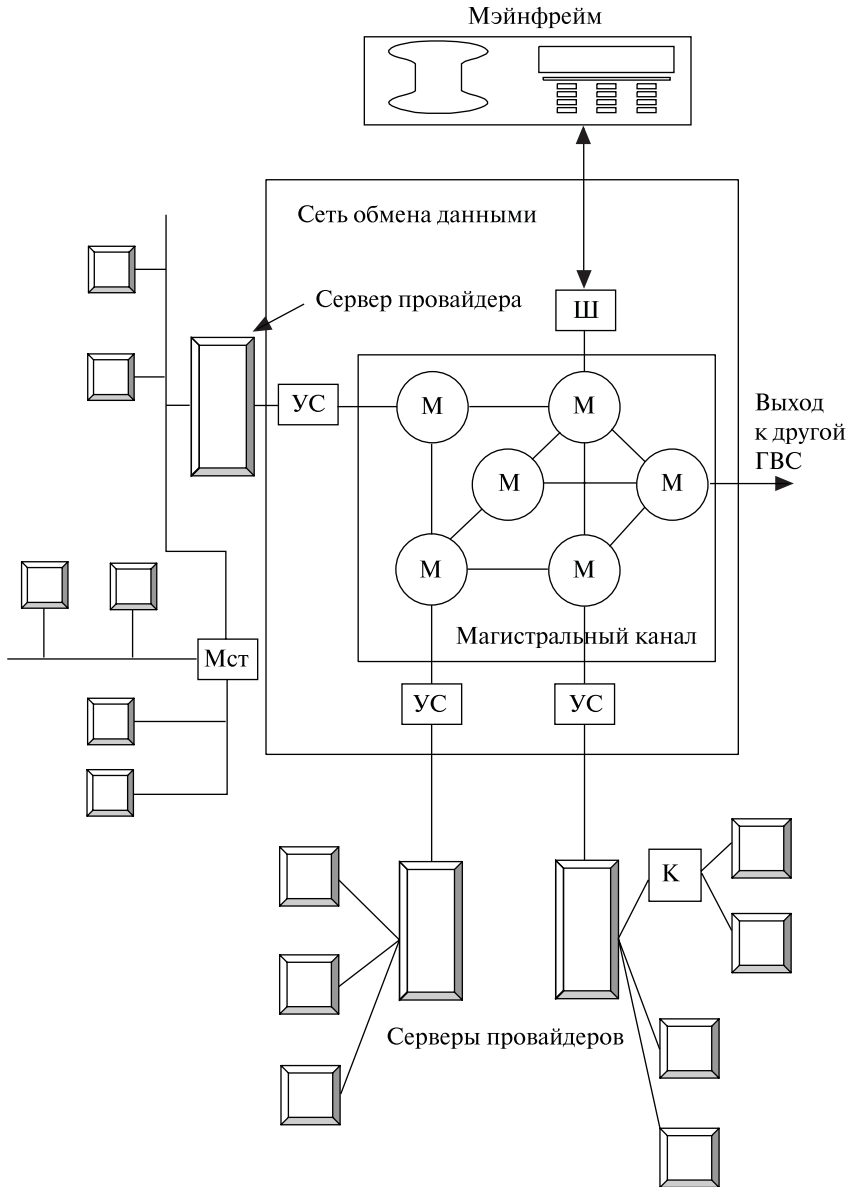 Мэйнфрейм
Сеть обмена данными
Сервер провайдера
Ш
УС
М
М
Выход
к другой
ГВС
М
М
М
М
Магистральный канал
Мст
УС
УС
К
Серверы провайдеров